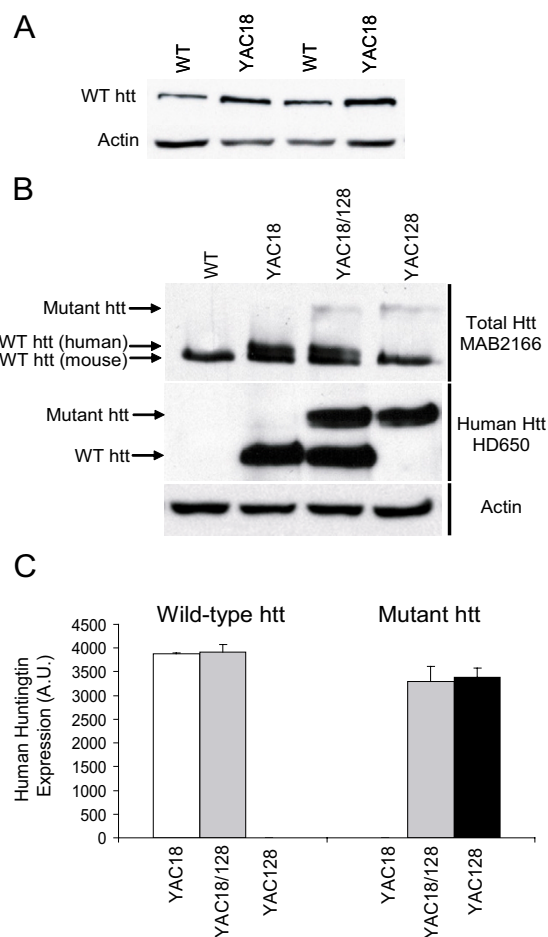 A
WT
YAC18
WT
YAC18
WT htt
Actin
B
WT
YAC18
YAC18/128
YAC128
Mutant htt
WT htt (human)
WT htt (mouse)
Total Htt
MAB2166
Mutant htt
WT htt
Human Htt
HD650
Actin
C
Wild-type htt
Mutant htt
Human Huntingtin
Expression (A.U.)
4500
4000
3500
3000
2500
2000
1500
1000
500
0
YAC18
YAC18/128
YAC128
YAC18
YAC18/128
YAC128